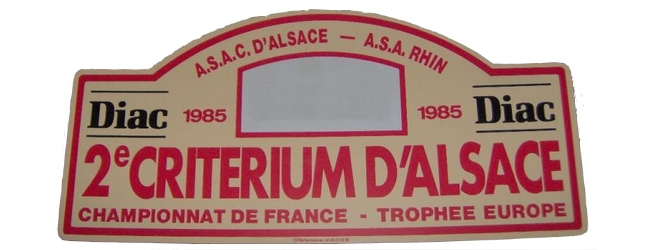 A.S.A.C. D'ALSACE — A.S.A. RHIN
Diac 1985 1985 Diac
2e CRITERIUM D'ALSACE
CHAMPIONNAT DE FRANCE - TROPHEE EUROPE